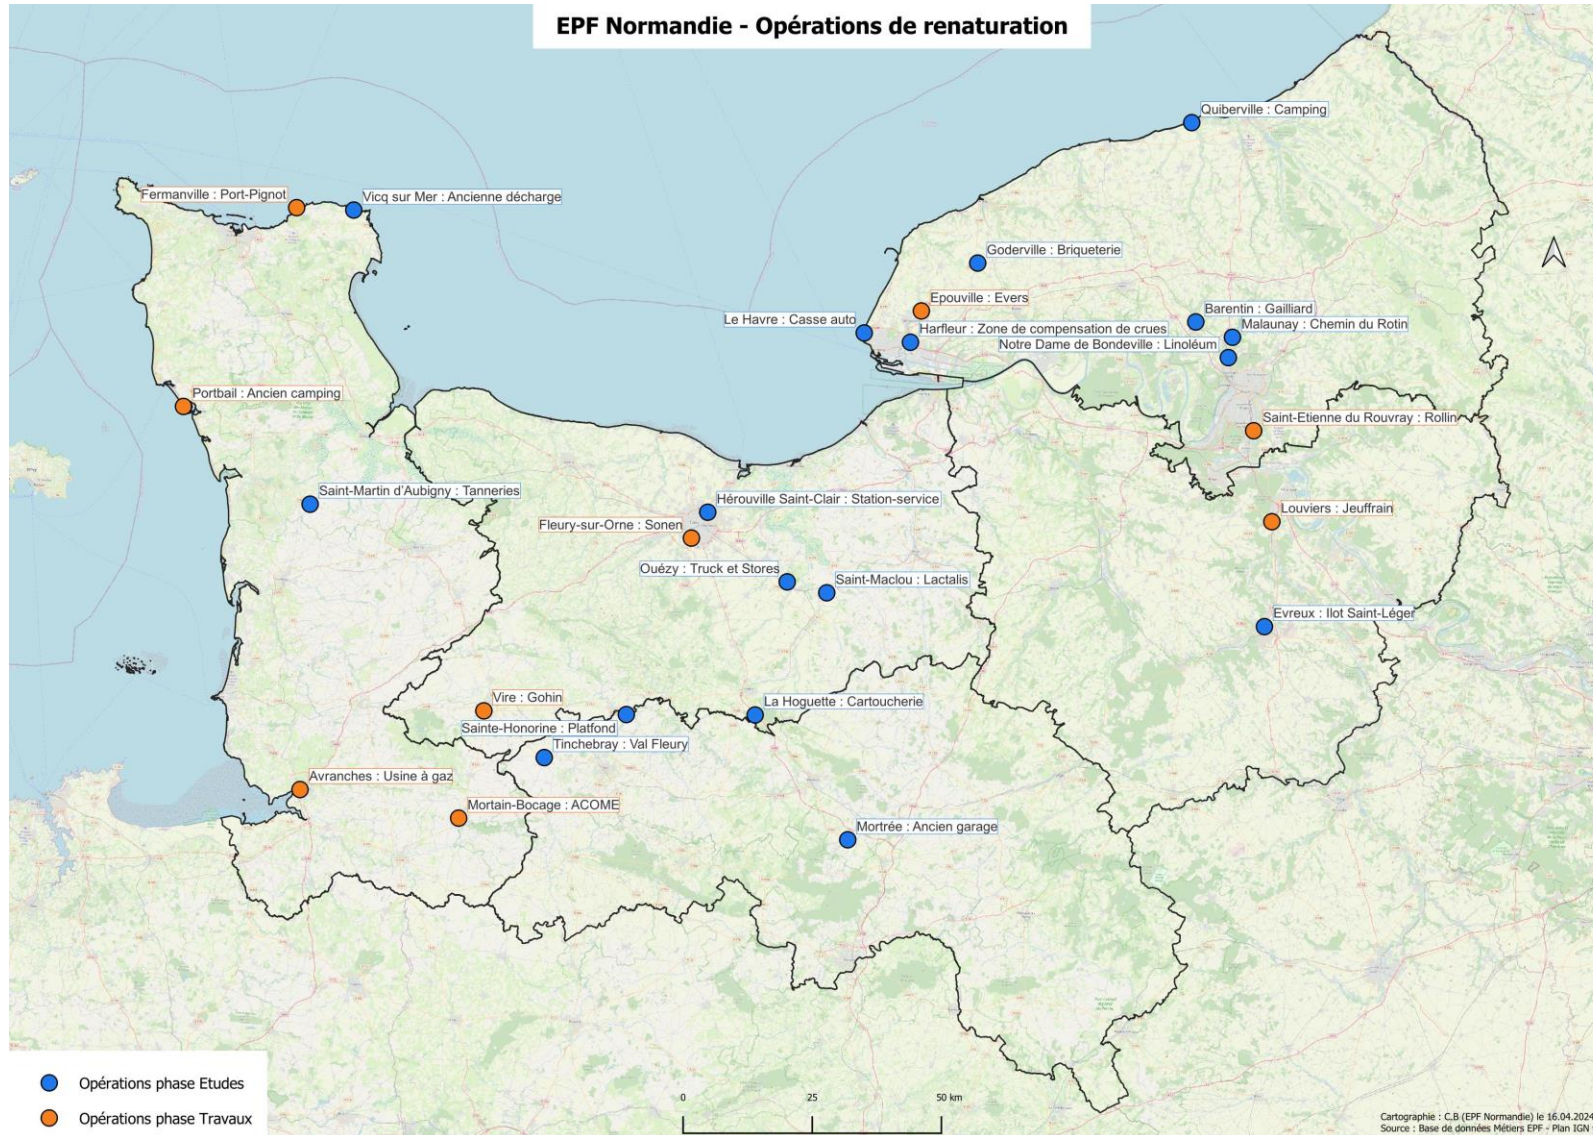 EPF Normandie - Opérations de renaturation
Quiberville : Camping
Fermanville : Port-Pignot
Vicq sur Mer : Ancienne décharge
Goderville : Briqueterie
Epouville : Evers
Barentin : Gailliard
Le Havre : Casse auto
Harfleur : Zone de compensation de crues
Malaunay : Chemin du Rotin
Notre Dame de Bondeville : Linoléum
Portbail : Ancien camping
Saint-Etienne du Rouvray : Rollin
Saint-Martin d'Aubigny : Tanneries
Hérouville Saint-Clair : Station-service
Louviers : Jeuffrain
Fleury-sur-Orne : Sonen
Ouézy : Truck et Stores
Saint-Maclou : Lactalis
Evreux : Ilot Saint-Léger
Vire : Gohin
La Hoguette : Cartoucherie
Sainte-Honorine : Platfond
Tinchebray : Val Fleury
Avranches : Usine à gaz
Mortain-Bocage : ACOME
Mortrée : Ancien garage
Opérations phase Etudes
Opérations phase Travaux
0 25 50 km
Cartographie : C.B (EPF Normandie) le 16.04.2024
Source : Base de données Métiers EPF - Plan IGN